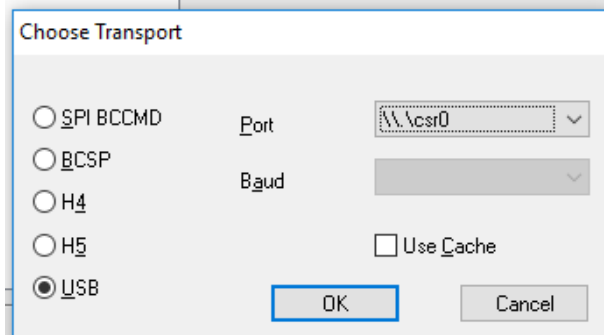 Choose Transport
SPI BCCMD
BCSP
H4
H5
USB
Port
\\.\csr0
Baud
Use Cache
OK
Cancel